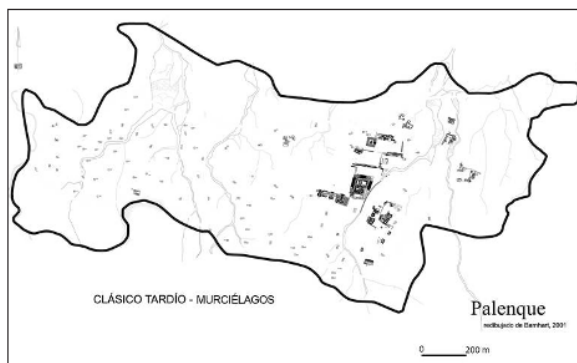 CLÁSICO TARDÍO - MURCIÉLAGOS
Palenque
redibujado de Barnhart, 2001
0 200 m